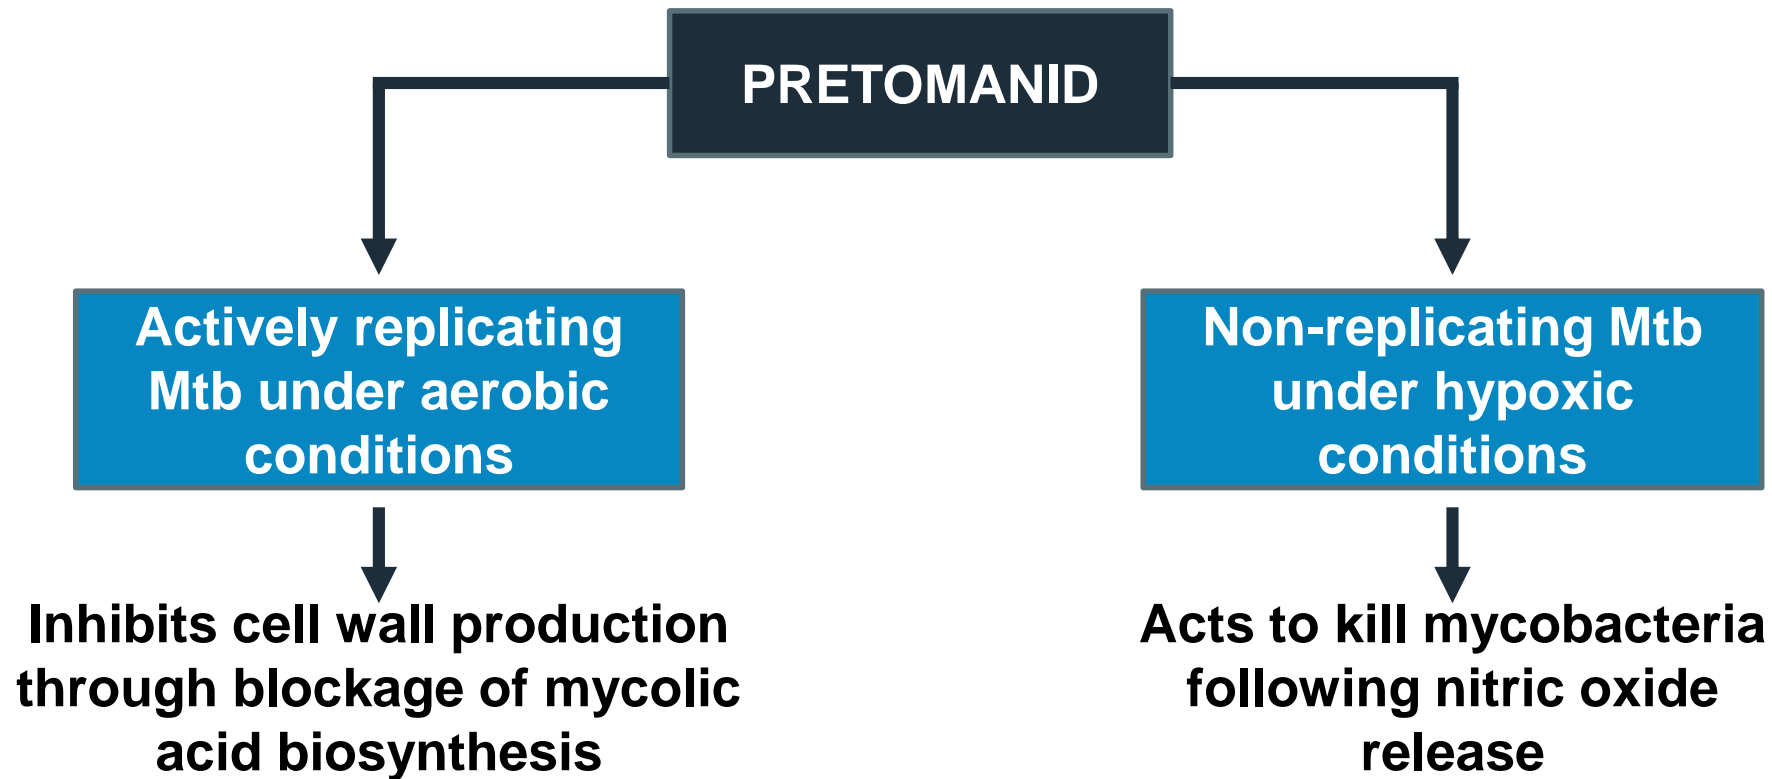 PRETOMANID
Actively replicating
Mtb under aerobic
conditions
Non-replicating Mtb
under hypoxic
conditions
Inhibits cell wall production
through blockage of mycolic
acid biosynthesis
Acts to kill mycobacteria
following nitric oxide
release